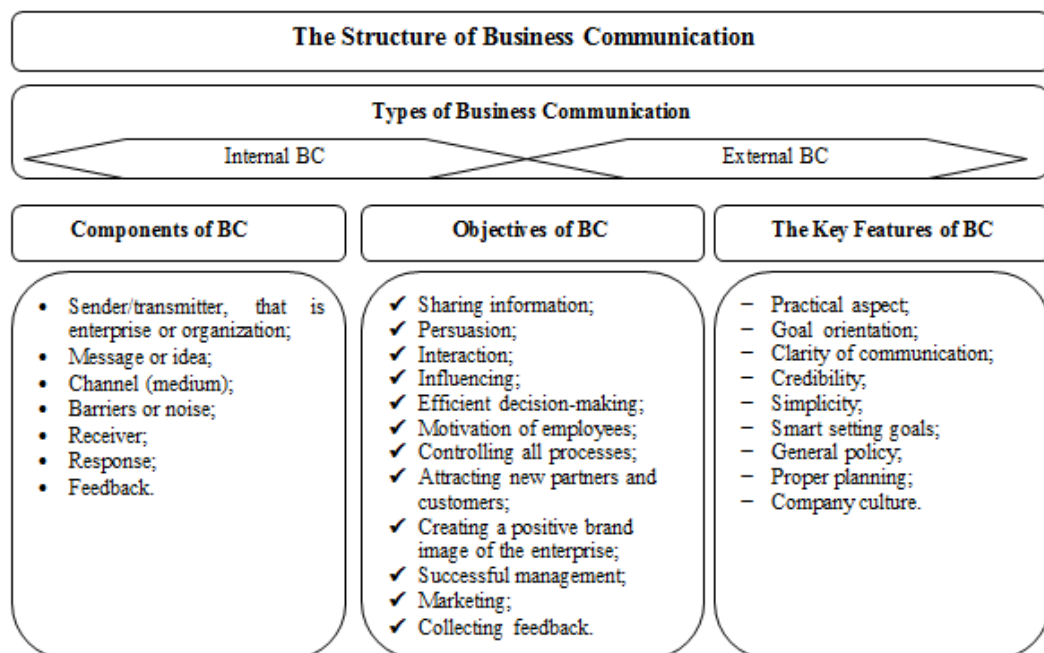 The Structure of Business Communication
Types of Business Communication
Internal BC
External BC
Components of BC
• Sender/transmitter, that is
enterprise or organization;
• Message or idea;
• Channel (medium);
• Barriers or noise;
• Receiver;
• Response;
• Feedback.
Objectives of BC
✔ Sharing information;
✔ Persuasion;
✔ Interaction;
✔ Influencing;
✔ Efficient decision-making;
✔ Motivation of employees;
✔ Controlling all processes;
✔ Attracting new partners and
customers;
✔ Creating a positive brand
image of the enterprise;
✔ Successful management;
✔ Marketing;
✔ Collecting feedback.
The Key Features of BC
– Practical aspect;
– Goal orientation;
– Clarity of communication;
– Credibility;
– Simplicity;
– Smart setting goals;
– General policy;
– Proper planning;
– Company culture.